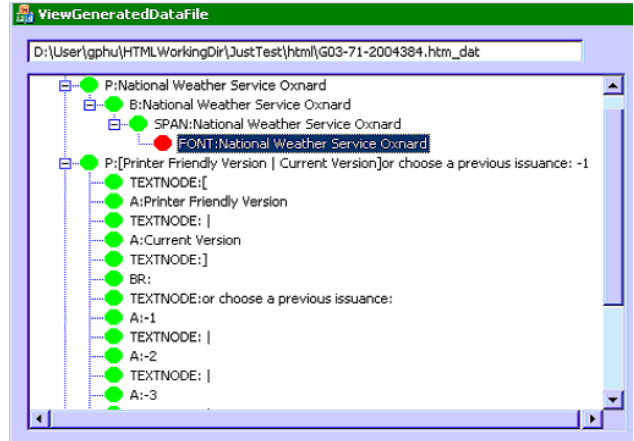 ViewGeneratedDataFile
D:\User\gphu\HTMLWorkingDir\JustTest\html\G03-71-2004384.htm_dat
P:National Weather Service Oxnard
B:National Weather Service Oxnard
SPAN:National Weather Service Oxnard
FONT:National Weather Service Oxnard
P:[Printer Friendly Version | Current Version]or choose a previous issuance: -1
TEXTNODE:[
A:Printer Friendly Version
TEXTNODE: |
A:Current Version
TEXTNODE:]
BR:
TEXTNODE:or choose a previous issuance:
A:-1
TEXTNODE: |
A:-2
TEXTNODE: |
A:-3